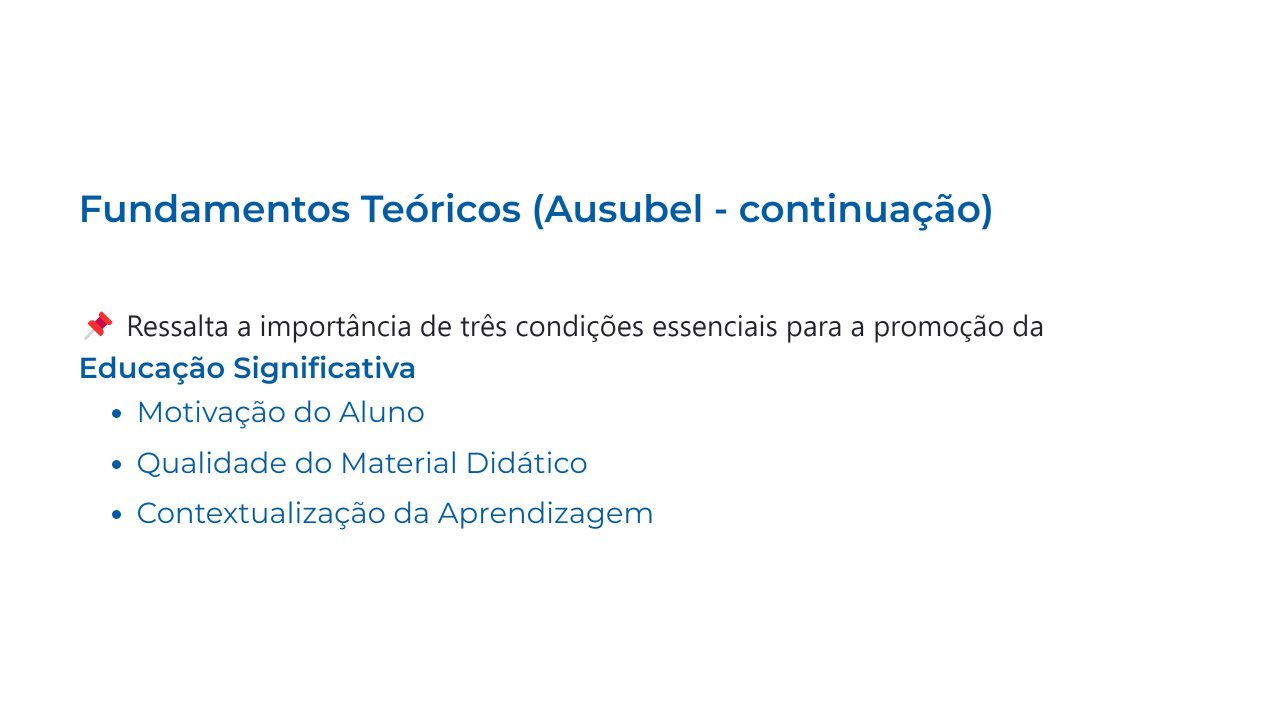 Fundamentos Teóricos (Ausubel - continuação)
📌 Ressalta a importância de três condições essenciais para a promoção da
Educação Significativa
• Motivação do Aluno
• Qualidade do Material Didático
• Contextualização da Aprendizagem